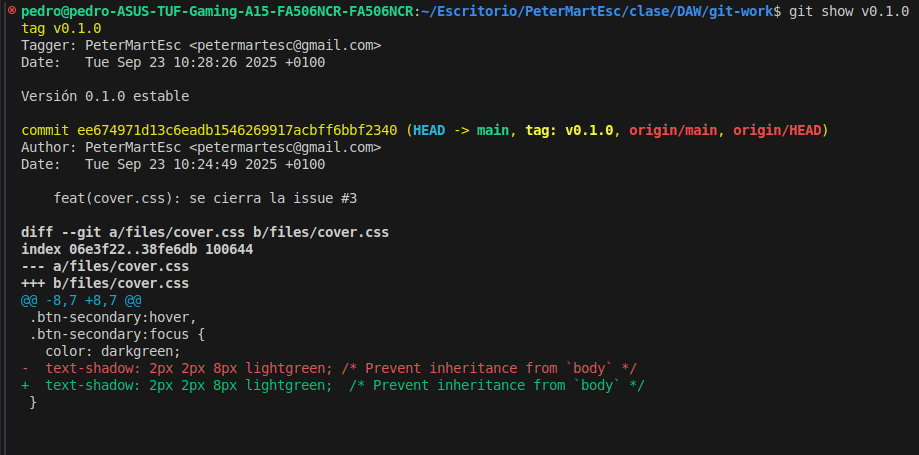 pedro@pedro-ASUS-TUF-Gaming-A15-FA506NCR-FA506NCR:~/Escritorio/PeterMartEsc/clase/DAW/git-work$ git show v0.1.0
tag v0.1.0
Tagger: PeterMartEsc <petermartesc@gmail.com>
Date:   Tue Sep 23 10:28:26 2025 +0100

Versión 0.1.0 estable

commit ee674971d13c6eadb1546269917acbff6bbf2340 (HEAD -> main, tag: v0.1.0, origin/main, origin/HEAD)
Author: PeterMartEsc <petermartesc@gmail.com>
Date:   Tue Sep 23 10:24:49 2025 +0100

    feat(cover.css): se cierra la issue #3

diff --git a/files/cover.css b/files/cover.css
index 06e3f22..38fe6db 100644
--- a/files/cover.css
+++ b/files/cover.css
@@ -8,7 +8,7 @@
 .btn-secondary:hover,
 .btn-secondary:focus {
   color: darkgreen;
-  text-shadow: 2px 2px 8px lightgreen; /* Prevent inheritance from `body` */
+  text-shadow: 2px 2px 8px lightgreen;  /* Prevent inheritance from `body` */
 }